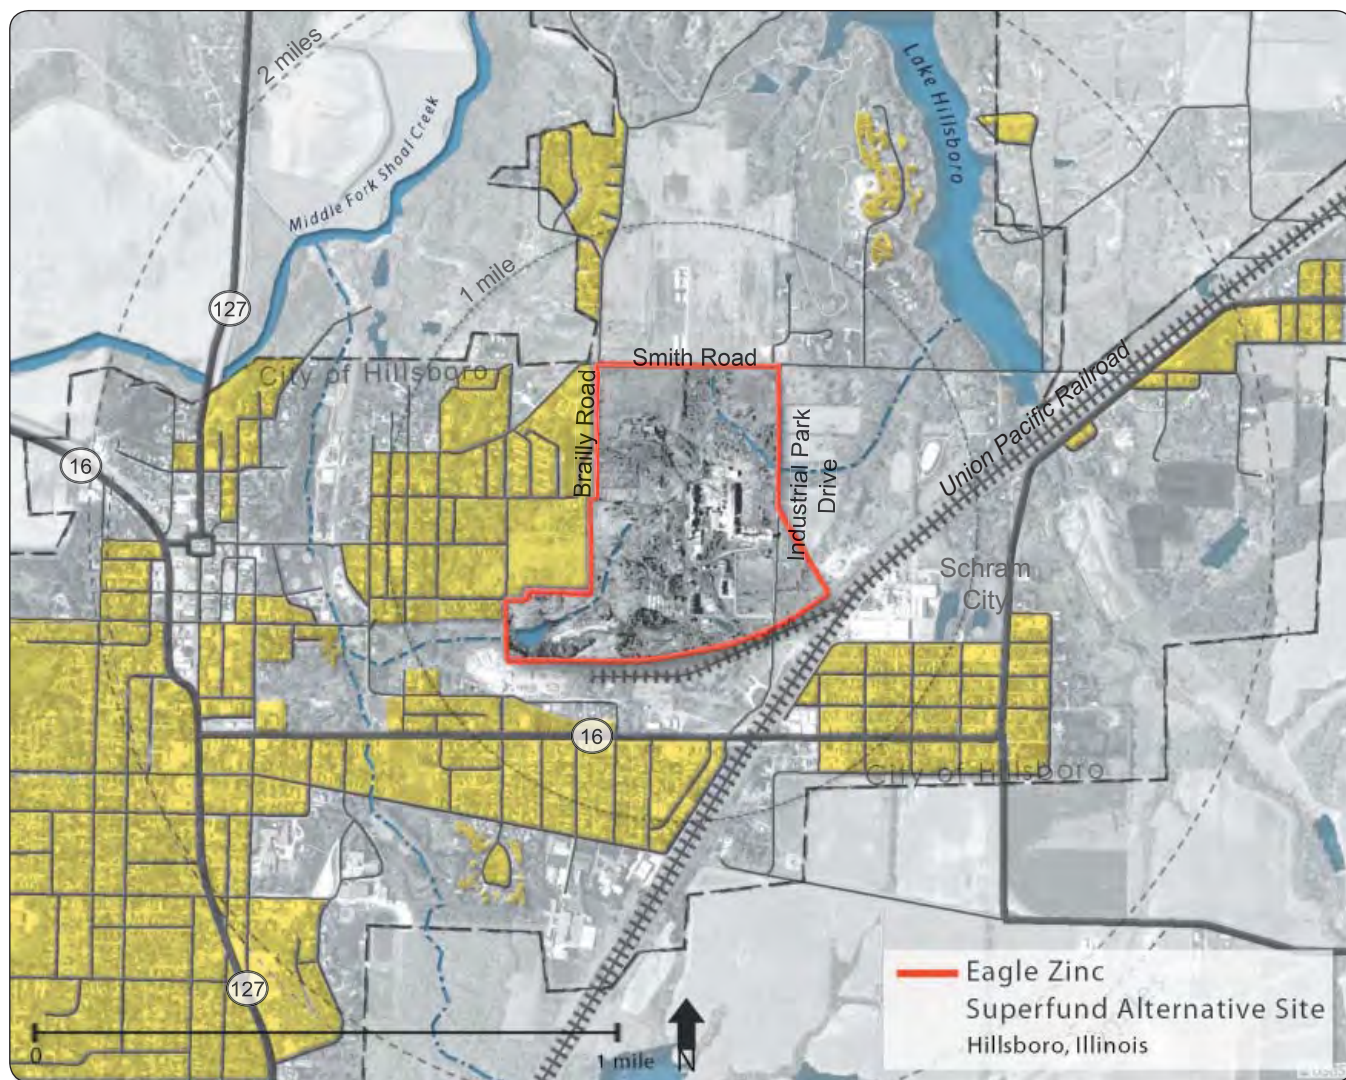 2 miles
Lake Hillsboro
Middle Fork Shoal Creek
1 mile
127
Smith Road
City of Hillsboro
Brailly Road
Union Pacific Railroad
Industrial Park
Drive
16
Schram
City
16
City of Hillsboro
127
0
1 mile
N
Eagle Zinc
Superfund Alternative Site
Hillsboro, Illinois